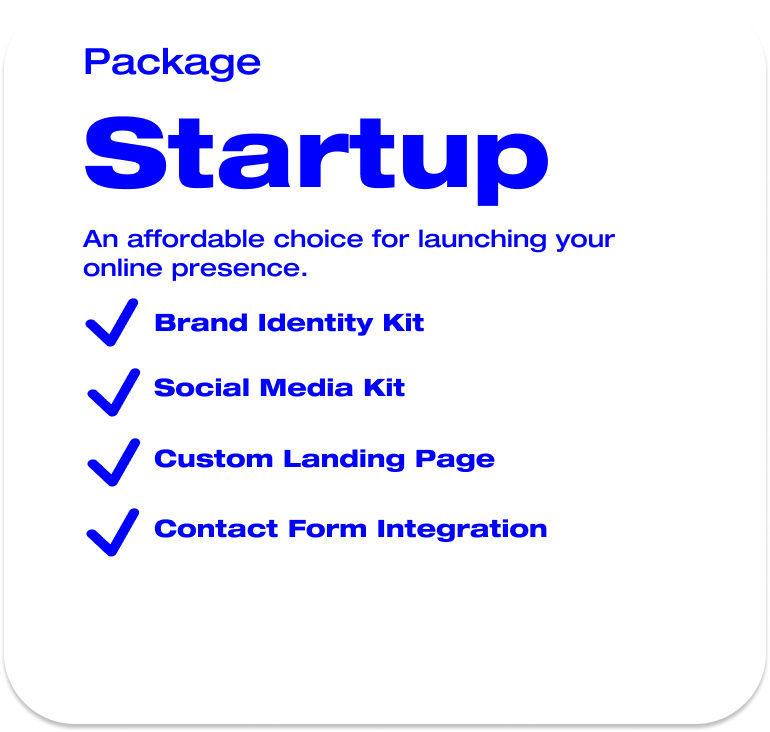 Package
Startup
An affordable choice for launching your
online presence.
Brand Identity Kit
Social Media Kit
Custom Landing Page
Contact Form Integration